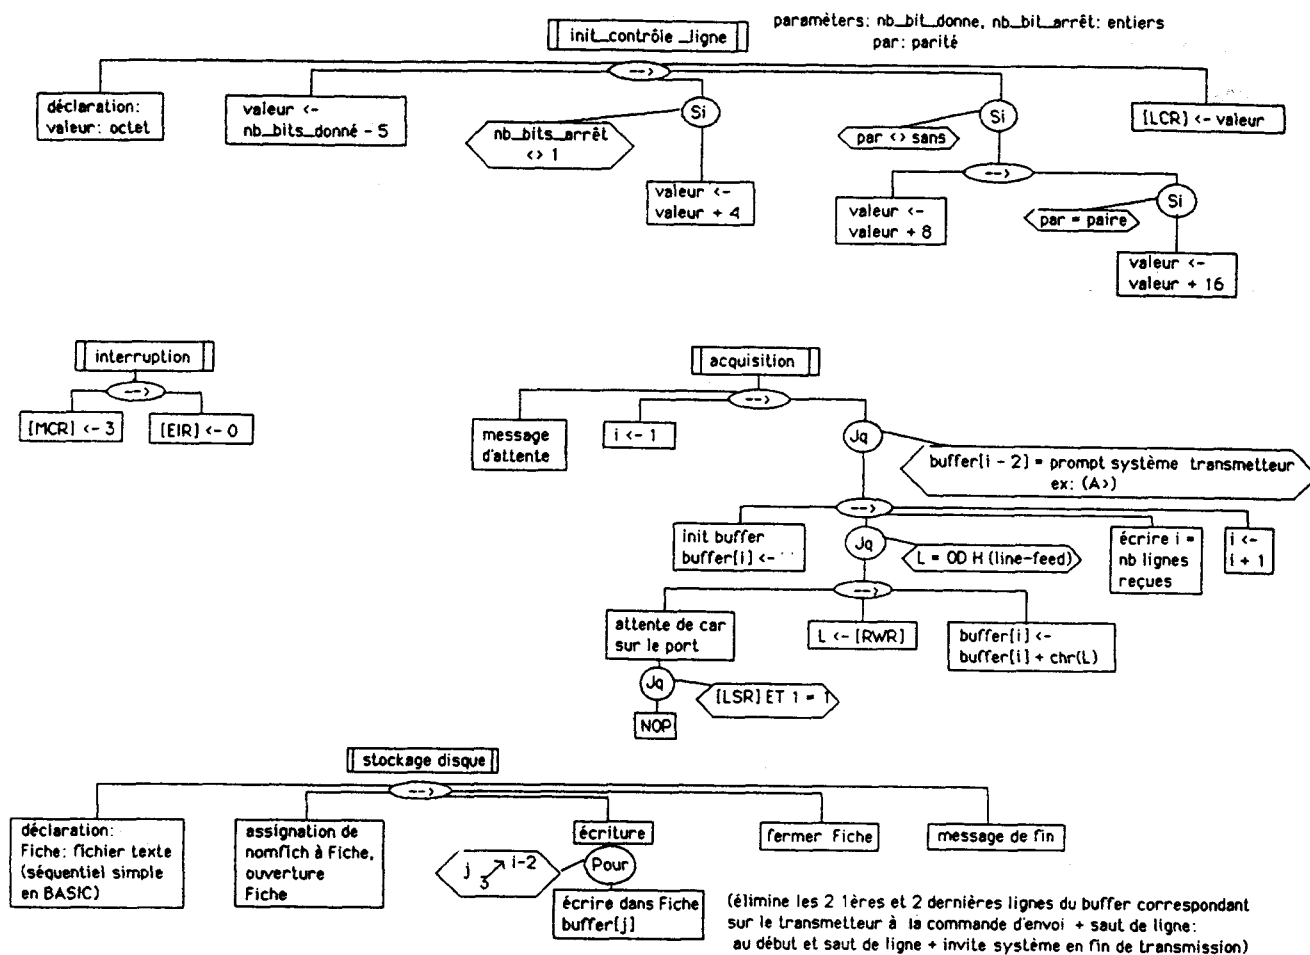 init_contrôle_ligne
paramètres: nb_bit_donne, nb_bit_arrêt: entiers
par: parité
-->
déclaration:
valeur: octet
valeur <-
nb_bits_donné - 5
Si
nb_bits_arrêt
<> 1
valeur <-
valeur + 4
Si
par <> sans
-->
valeur <-
valeur + 8
Si
par = paire
valeur <-
valeur + 16
[LCR] <- valeur
interruption
-->
[MCR] <- 3
[EIR] <- 0
acquisition
-->
message
d'attente
i <- 1
Jq
buffer[i - 2] = prompt système transmetteur
ex: (A>)
-->
init buffer
buffer[i] <- ' '
Jq
L = 0D H (line-feed)
écrire i =
nb lignes
reçues
i <-
i + 1
-->
attente de car
sur le port
L <- [RWR]
buffer[i] <-
buffer[i] + chr(L)
Jq
[LSR] ET 1 = 1
NOP
stockage disque
-->
déclaration:
Fiche: fichier texte
(séquentiel simple
en BASIC)
assignation de
nomfich à Fiche,
ouverture
Fiche
écriture
Pour
j 3 i-2
écrire dans Fiche
buffer[j]
fermer Fiche
message de fin
(élimine les 2 1ères et 2 dernières lignes du buffer correspondant
sur le transmetteur à la commande d'envoi + saut de ligne:
au début et saut de ligne + invite système en fin de transmission)